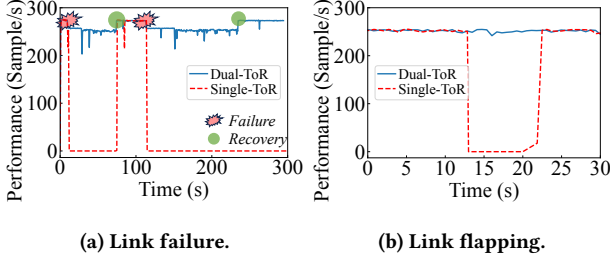 300
200
100
0
Performance (Sample/s)
Dual-ToR
Single-ToR
Failure
Recovery
0
100
200
300
Time (s)
(a) Link failure.
300
200
100
0
Performance (Sample/s)
Dual-ToR
Single-ToR
0
5
10
15
20
25
30
Time (s)
(b) Link flapping.